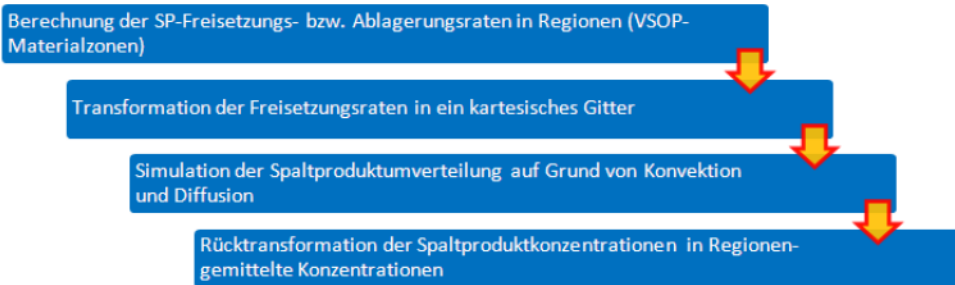 Berechnung der SP-Freisetzungs- bzw. Ablagerungsraten in Regionen (VSOP-
Materialzonen)
Transformation der Freisetzungsraten in ein kartesisches Gitter
Simulation der Spaltproduktumverteilung auf Grund von Konvektion
und Diffusion
Rücktransformation der Spaltproduktkonzentrationen in Regionen-
gemittelte Konzentrationen